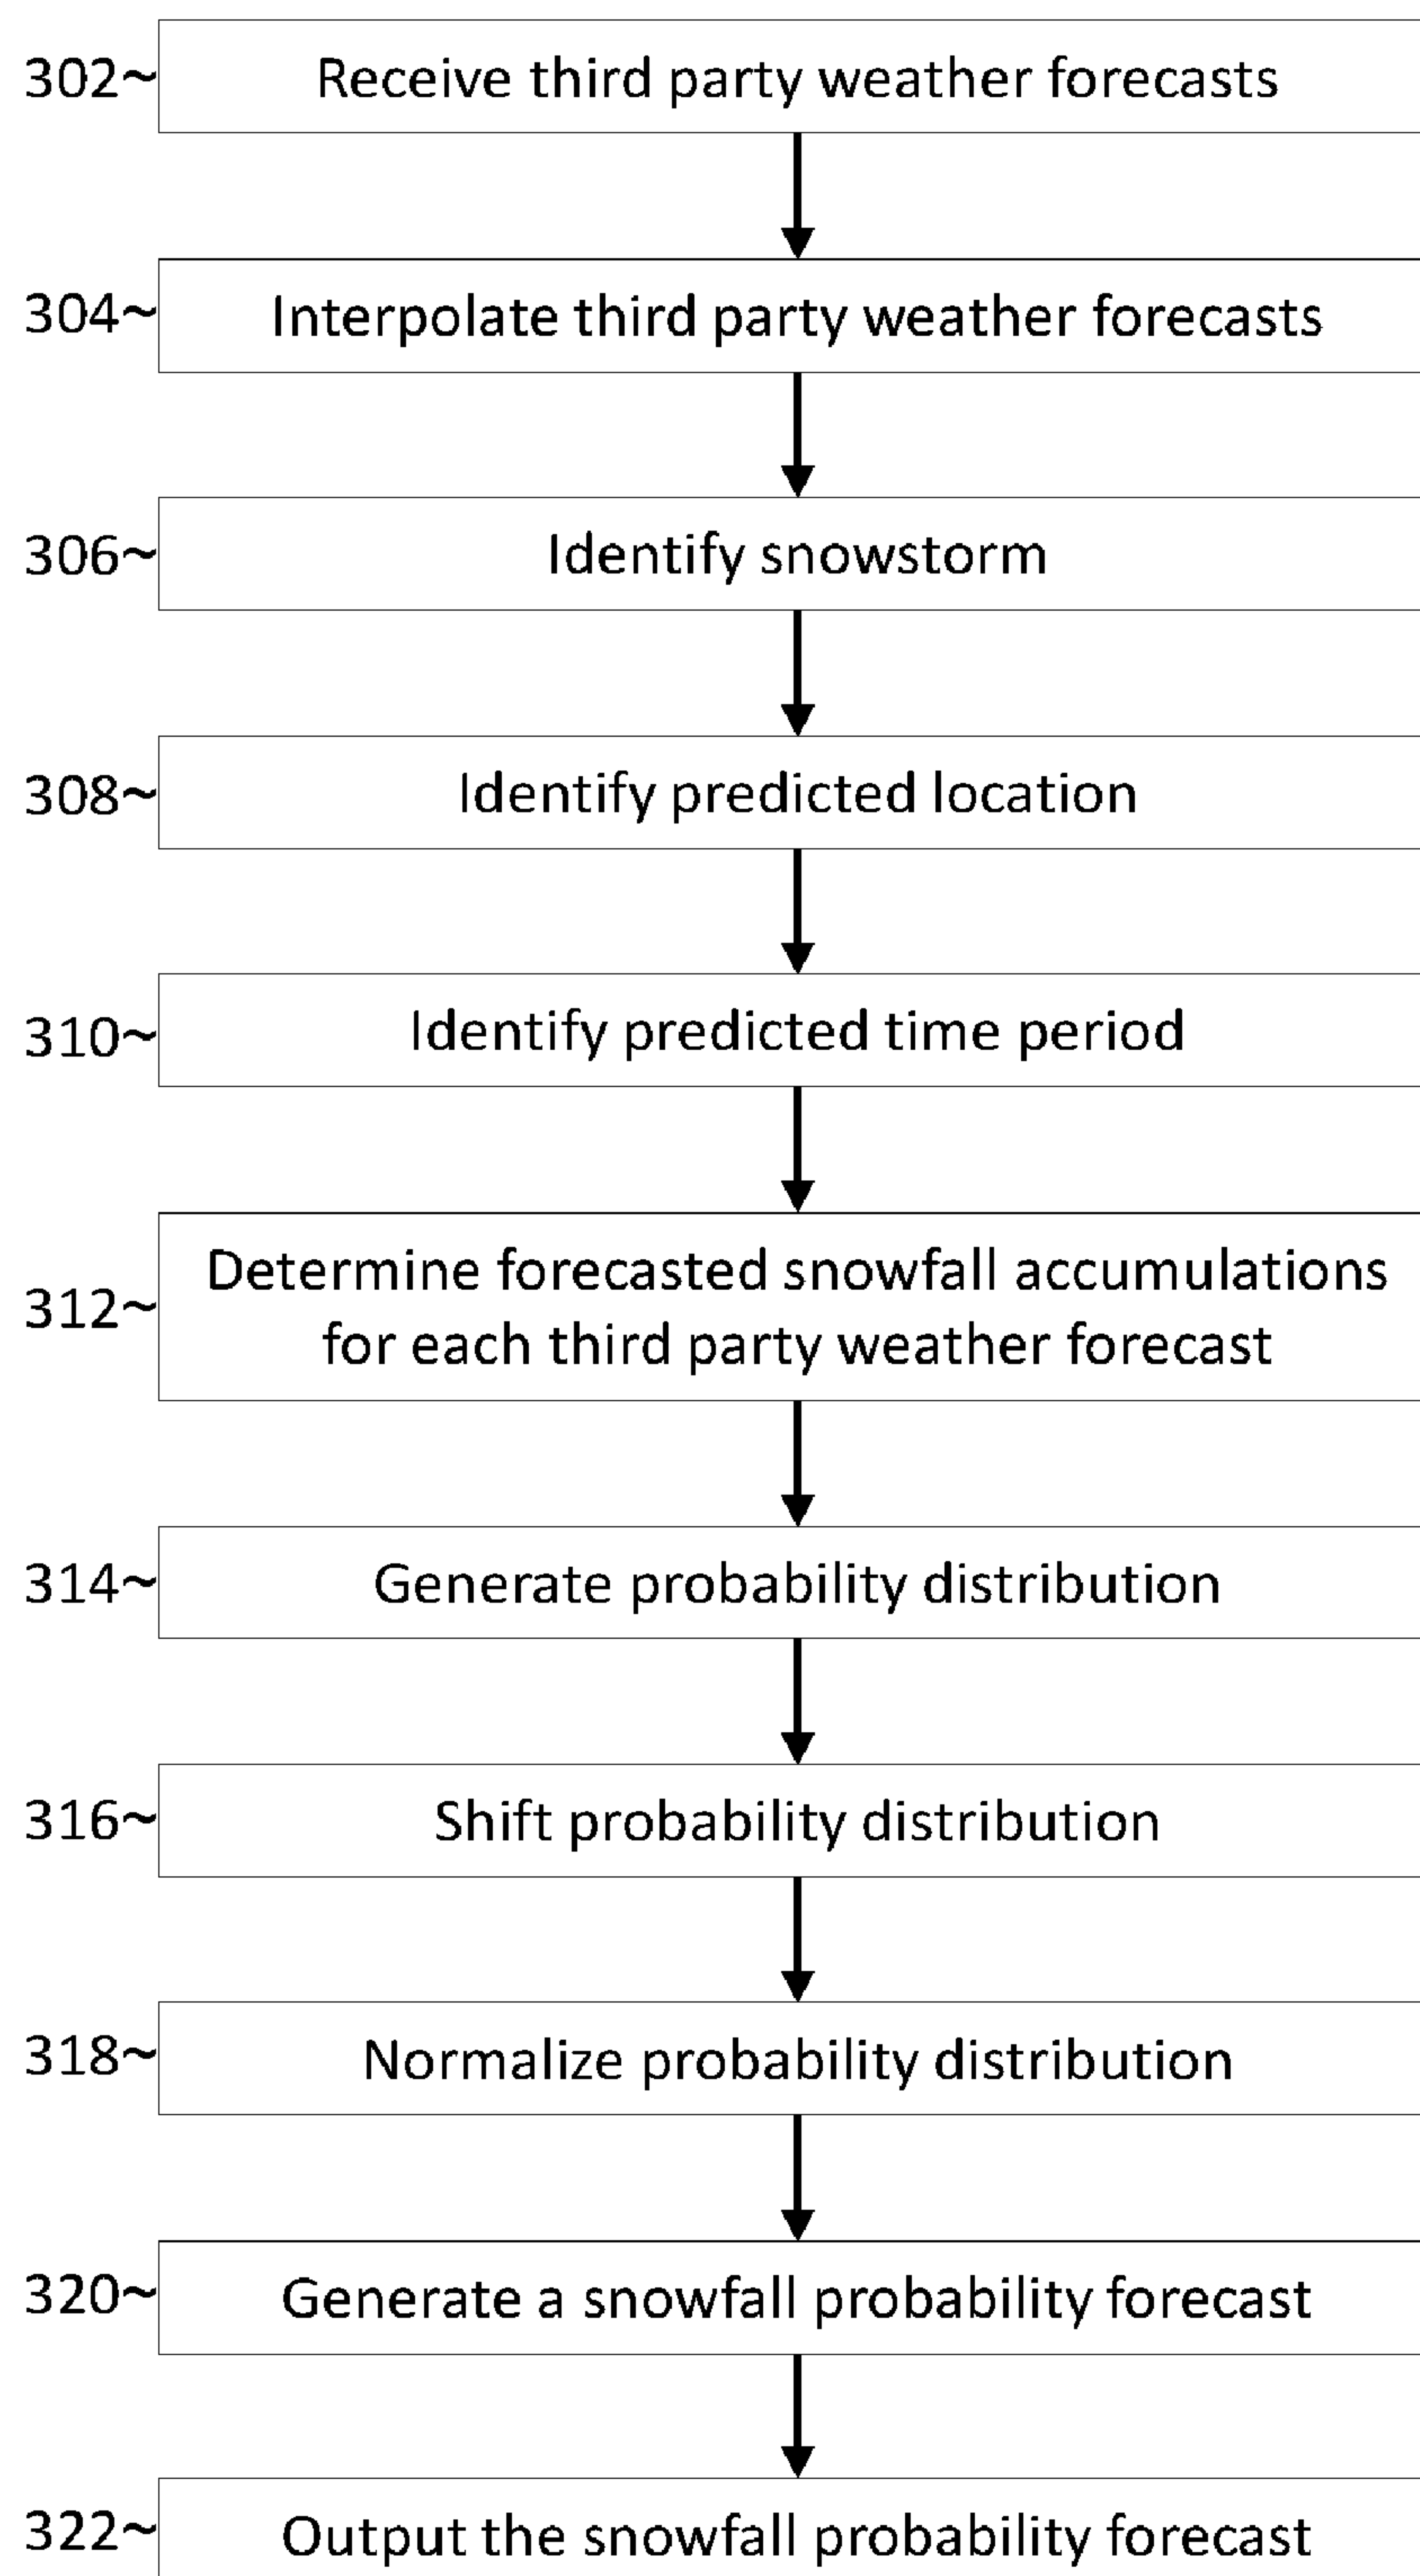 302~ Receive third party weather forecasts
304~ Interpolate third party weather forecasts
306~ Identify snowstorm
308~ Identify predicted location
310~ Identify predicted time period
312~ Determine forecasted snowfall accumulations
for each third party weather forecast
314~ Generate probability distribution
316~ Shift probability distribution
318~ Normalize probability distribution
320~ Generate a snowfall probability forecast
322~ Output the snowfall probability forecast